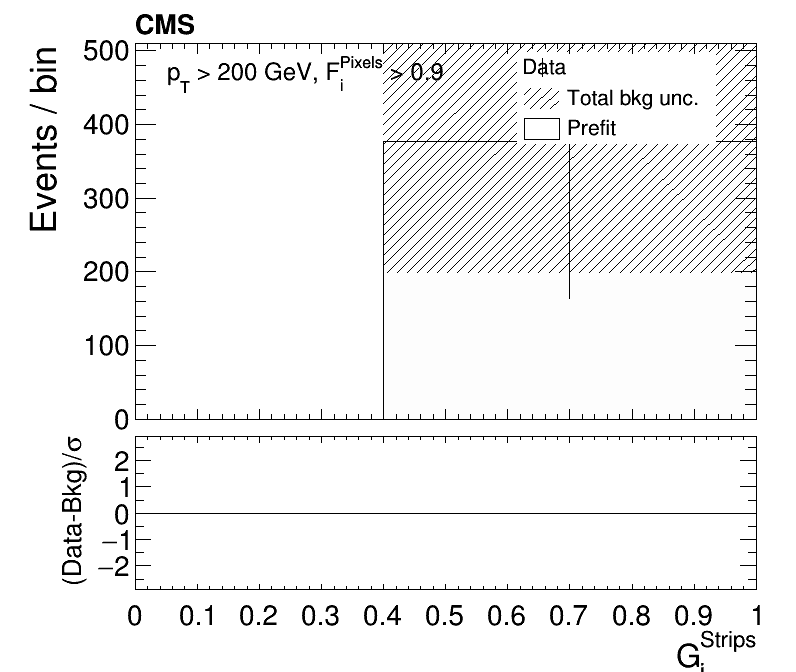 CMS
p_T > 200 GeV, F_i^Pixels > 0.9
Data
Total bkg unc.
Prefit
Events / bin
500
400
300
200
100
0
(Data-Bkg)/σ
2
1
0
−1
−2
0 0.1 0.2 0.3 0.4 0.5 0.6 0.7 0.8 0.9 1
G_i^Strips